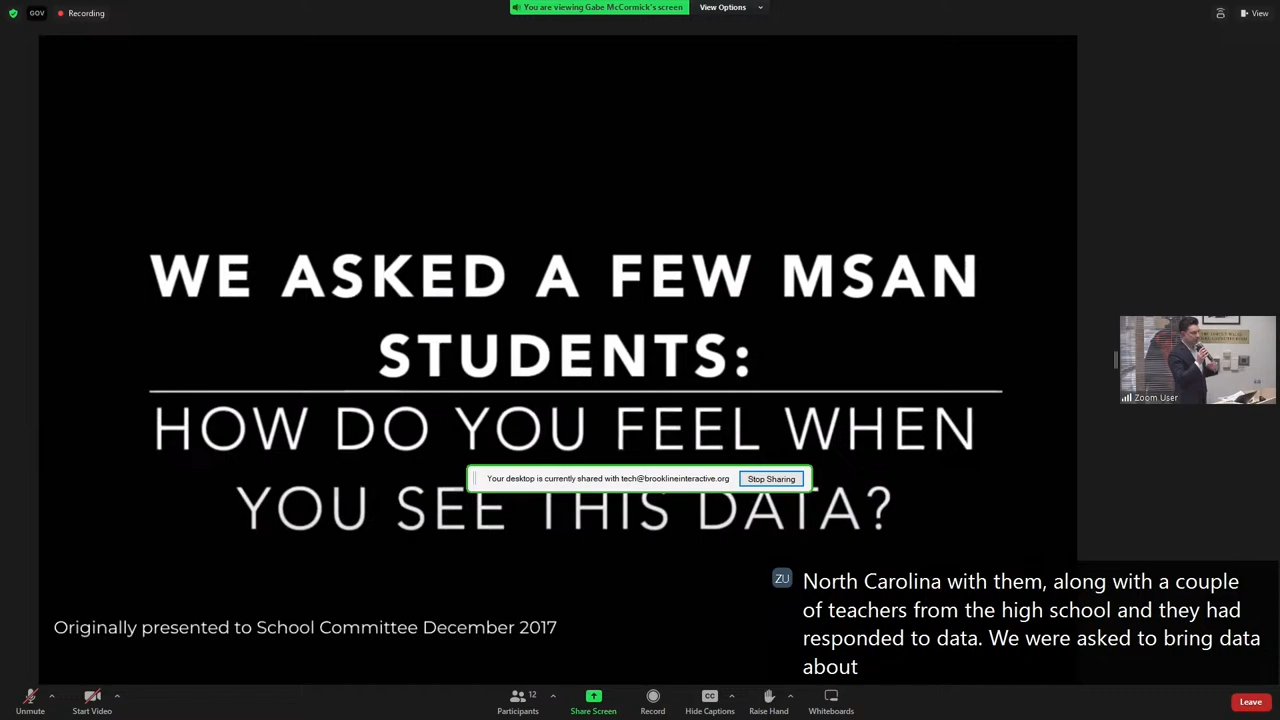 GOV
Recording
You are viewing Gabe McCormick's screen
View Options
View
WE ASKED A FEW MSAN
STUDENTS:
HOW DO YOU FEEL WHEN
YOU SEE THIS DATA?
Your desktop is currently shared with tech@brooklineinteractive.org
Stop Sharing
Originally presented to School Committee December 2017
Zoom User
ZU
North Carolina with them, along with a couple
of teachers from the high school and they had
responded to data. We were asked to bring data
about
Unmute
Start Video
Participants
12
Share Screen
Record
Hide Captions
Raise Hand
Whiteboards
Leave